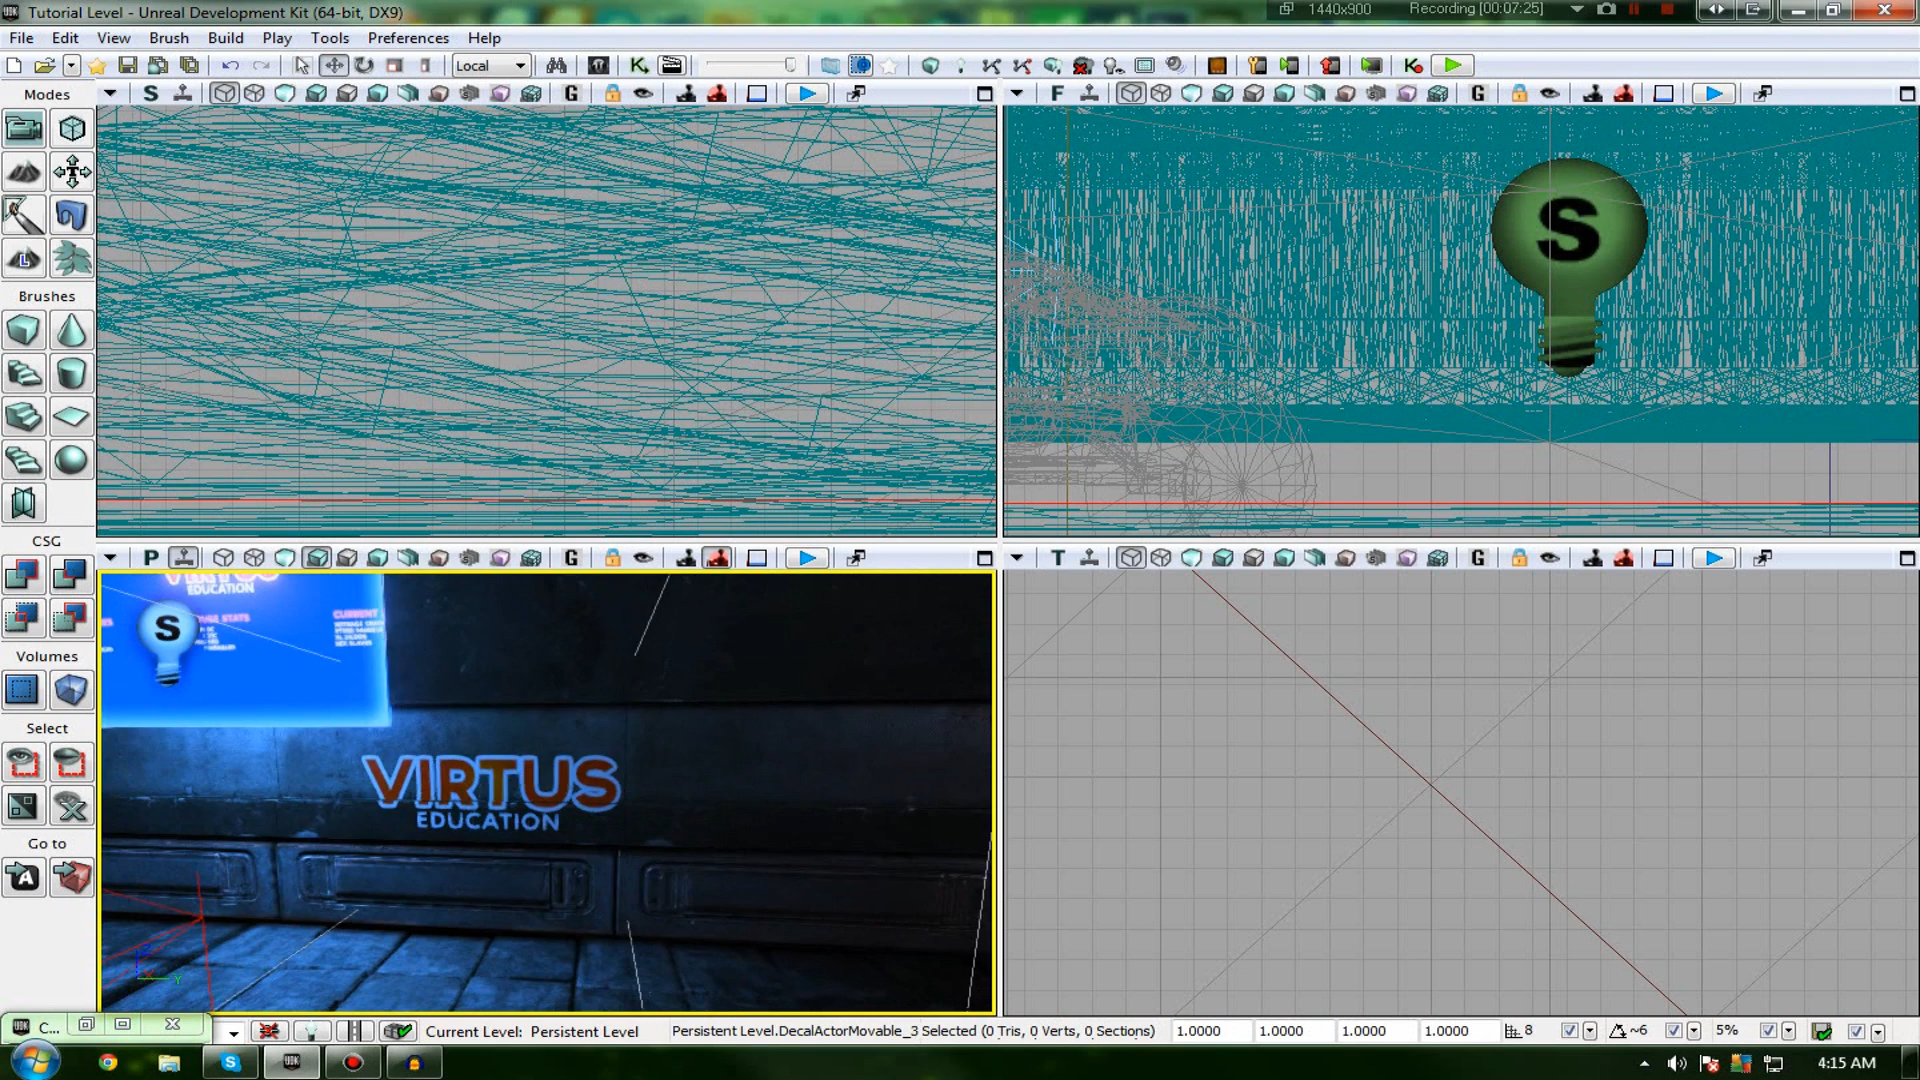 Tutorial Level - Unreal Development Kit (64-bit, DX9)
1440x900
Recording [00:07:25]
File Edit View Brush Build Play Tools Preferences Help
Local
Modes
S
G
F
G
S
L
Brushes
CSG
P
G
T
G
EDUCATION
S
CURRENT
VIRTUS
EDUCATION
Volumes
Select
Go to
A
Z
Y
C...
Current Level: Persistent Level
Persistent Level.DecalActorMovable_3 Selected (0 Tris, 0 Verts, 0 Sections)
1.0000
1.0000
1.0000
1.0000
8
~6
5%
4:15 AM